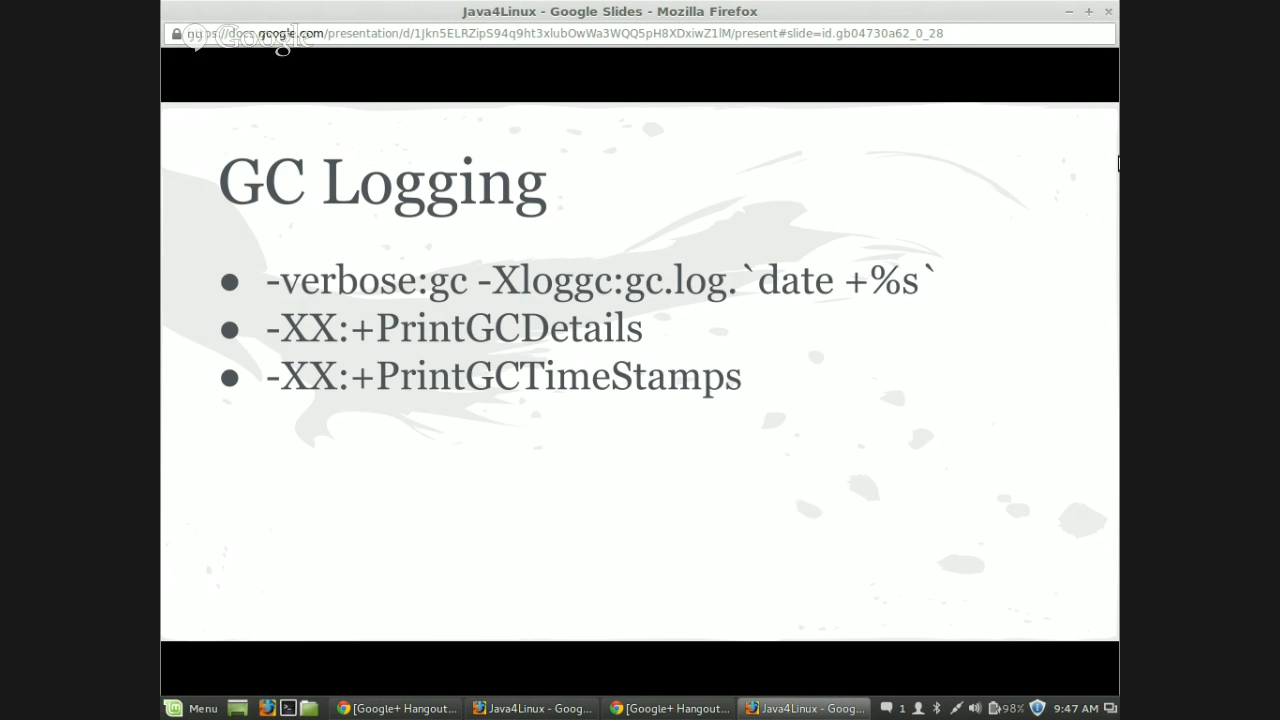 Java4Linux - Google Slides - Mozilla Firefox
https://docs.google.com/presentation/d/1Jkn5ELRZipS94q9ht3xlubOwWa3WQQ5pH8XDxiwZ1lM/present#slide=id.gb04730a62_0_28
Google
GC Logging
● -verbose:gc -Xloggc:gc.log.`date +%s`
● -XX:+PrintGCDetails
● -XX:+PrintGCTimeStamps
Menu [Google+ Hangout... Java4Linux - Goog... [Google+ Hangout... Java4Linux - Goog... 1 98% 9:47 AM